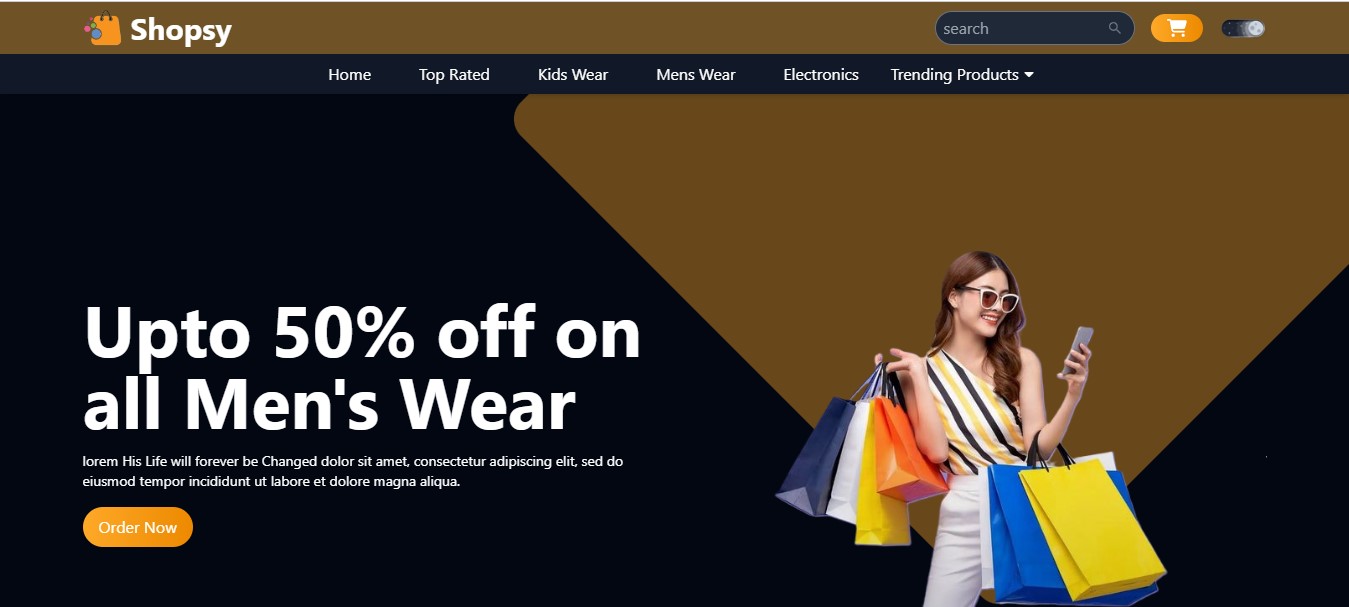 Shopsy
search
Home Top Rated Kids Wear Mens Wear Electronics Trending Products
Upto 50% off on
all Men's Wear
lorem His Life will forever be Changed dolor sit amet, consectetur adipiscing elit, sed do
eiusmod tempor incididunt ut labore et dolore magna aliqua.
Order Now